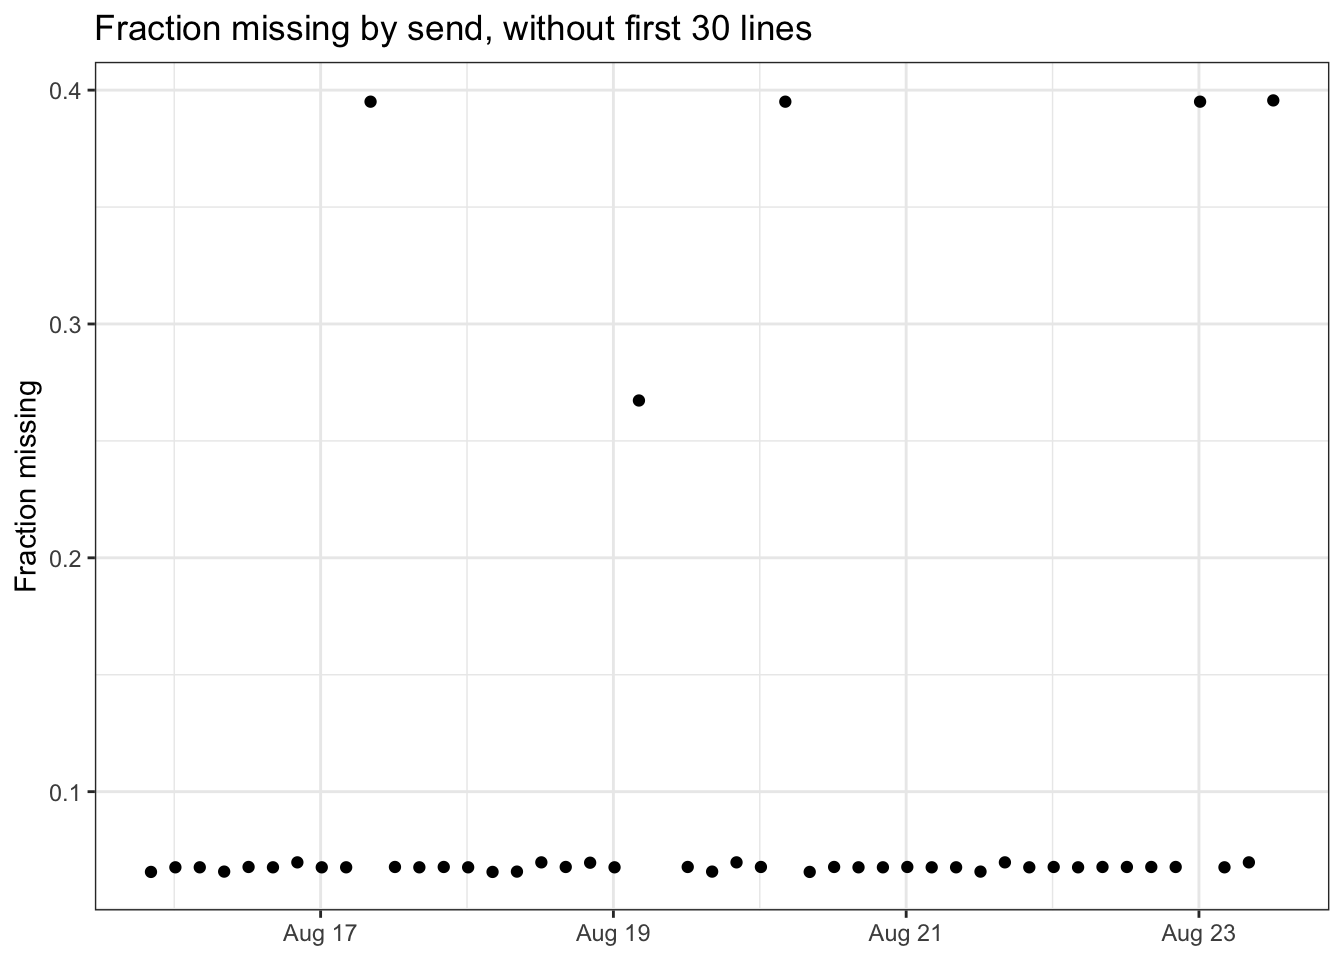 Fraction missing by send, without first 30 lines
0.4
0.3
0.2
0.1
Fraction missing
Aug 17
Aug 19
Aug 21
Aug 23